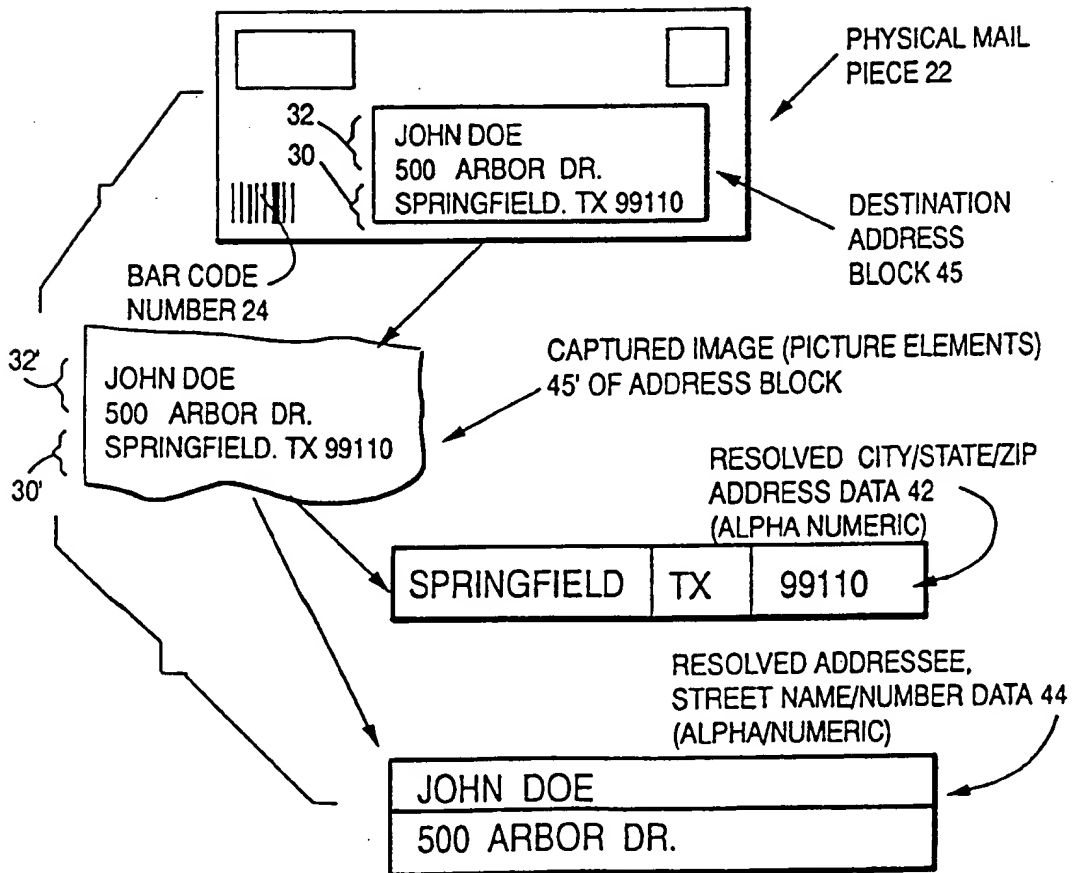 PHYSICAL MAIL
PIECE 22
32
30
JOHN DOE
500 ARBOR DR.
SPRINGFIELD. TX 99110
DESTINATION
ADDRESS
BLOCK 45
BAR CODE
NUMBER 24
32'
30'
JOHN DOE
500 ARBOR DR.
SPRINGFIELD. TX 99110
CAPTURED IMAGE (PICTURE ELEMENTS)
45' OF ADDRESS BLOCK
RESOLVED CITY/STATE/ZIP
ADDRESS DATA 42
(ALPHA NUMERIC)
SPRINGFIELD TX 99110
RESOLVED ADDRESSEE,
STREET NAME/NUMBER DATA 44
(ALPHA/NUMERIC)
JOHN DOE
500 ARBOR DR.